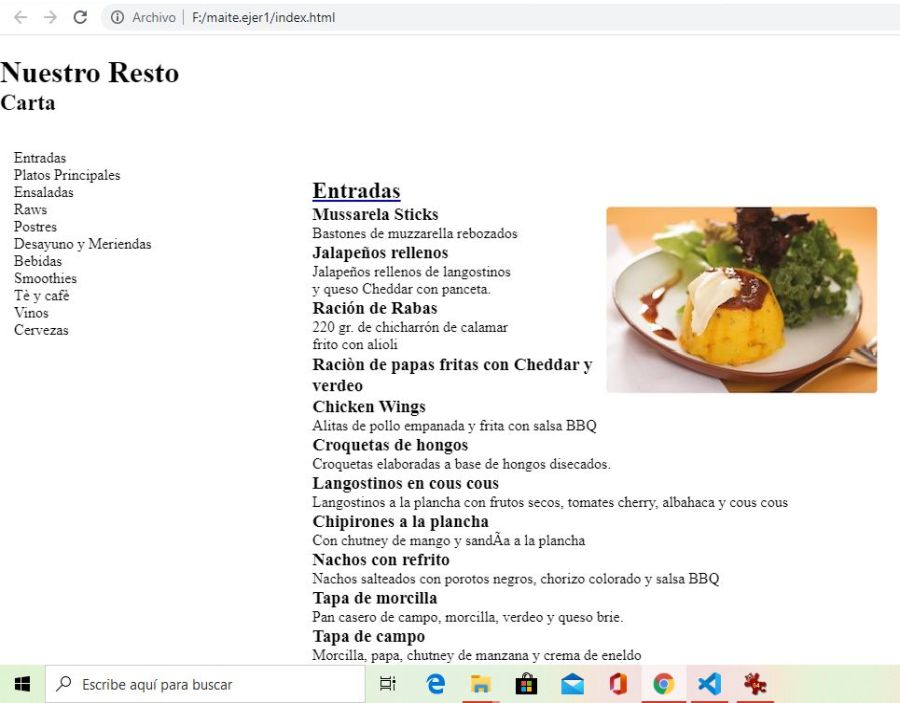 Archivo | F:/maite.ejer1/index.html
Nuestro Resto
Carta
Entradas
Platos Principales
Ensaladas
Raws
Postres
Desayuno y Meriendas
Bebidas
Smoothies
Tè y cafè
Vinos
Cervezas
Entradas
Mussarela Sticks
Bastones de muzzarella rebozados
Jalapeños rellenos
Jalapeños rellenos de langostinos
y queso Cheddar con panceta.
Ración de Rabas
220 gr. de chicharrón de calamar
frito con alioli
Raciòn de papas fritas con Cheddar y
verdeo
Chicken Wings
Alitas de pollo empanada y frita con salsa BBQ
Croquetas de hongos
Croquetas elaboradas a base de hongos disecados.
Langostinos en cous cous
Langostinos a la plancha con frutos secos, tomates cherry, albahaca y cous cous
Chipirones a la plancha
Con chutney de mango y sandÃa a la plancha
Nachos con refrito
Nachos salteados con porotos negros, chorizo colorado y salsa BBQ
Tapa de morcilla
Pan casero de campo, morcilla, verdeo y queso brie.
Tapa de campo
Morcilla, papa, chutney de manzana y crema de eneldo
Escribe aquí para buscar